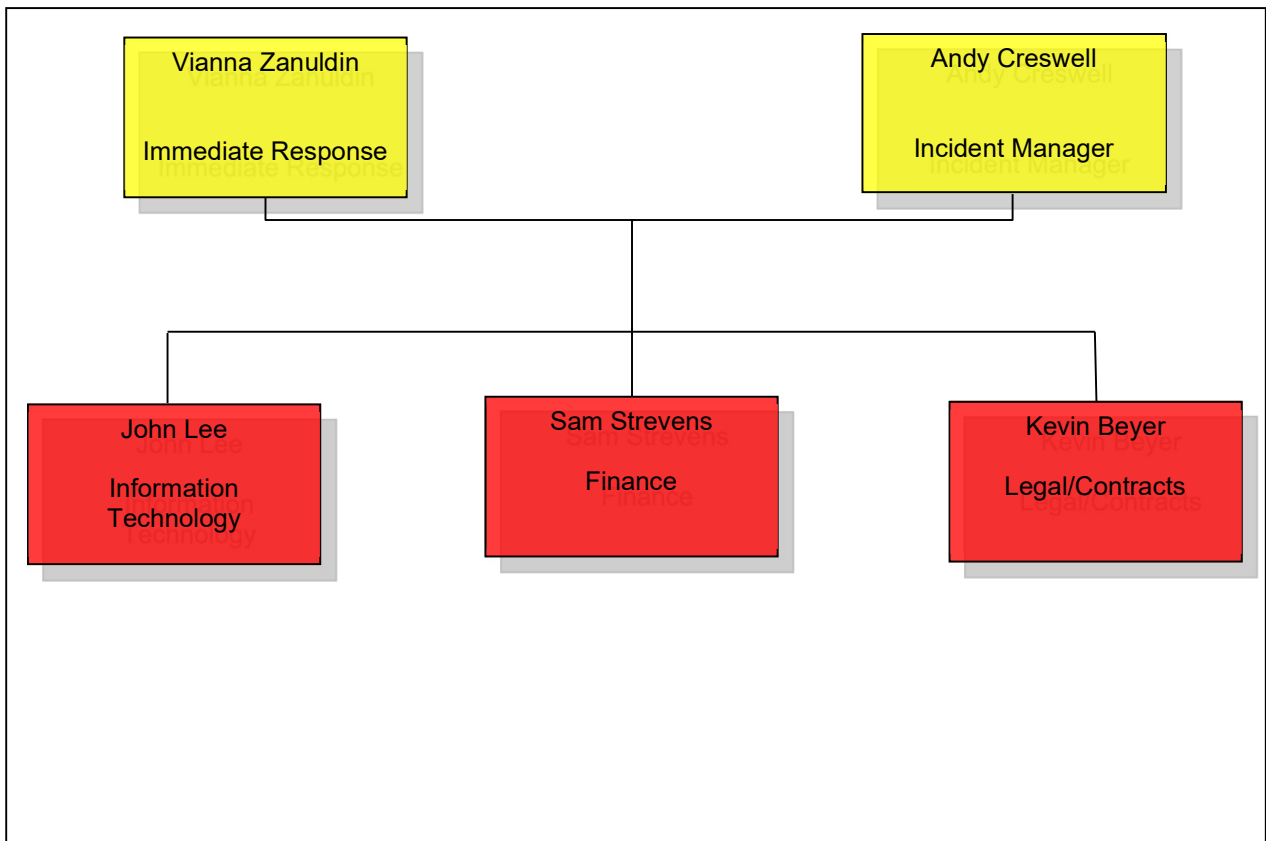 Vianna Zanuldin
Immediate Response
Andy Creswell
Incident Manager
John Lee
Information
Technology
Sam Strevens
Finance
Kevin Beyer
Legal/Contracts